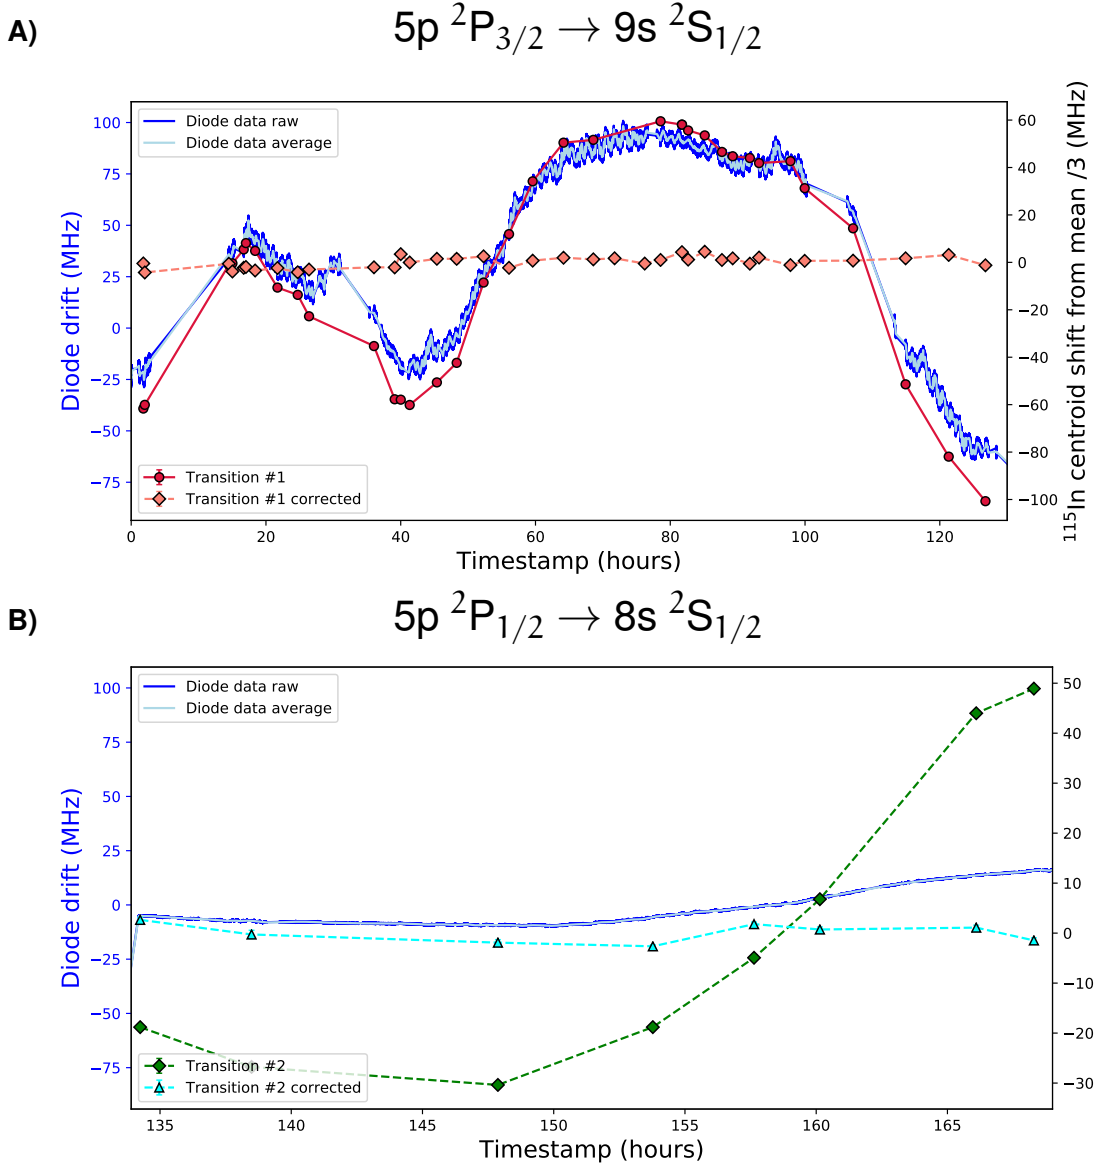 A)
5p ²P₃/₂ → 9s ²S₁/₂
Diode data raw
Diode data average
Transition #1
Transition #1 corrected
Diode drift (MHz)
100
75
50
25
0
−25
−50
−75
60
40
20
0
−20
−40
−60
−80
−100
¹¹⁵In centroid shift from mean /3 (MHz)
0
20
40
60
80
100
120
Timestamp (hours)
B)
5p ²P₁/₂ → 8s ²S₁/₂
Diode data raw
Diode data average
Transition #2
Transition #2 corrected
Diode drift (MHz)
100
75
50
25
0
−25
−50
−75
50
40
30
20
10
0
−10
−20
−30
135
140
145
150
155
160
165
Timestamp (hours)